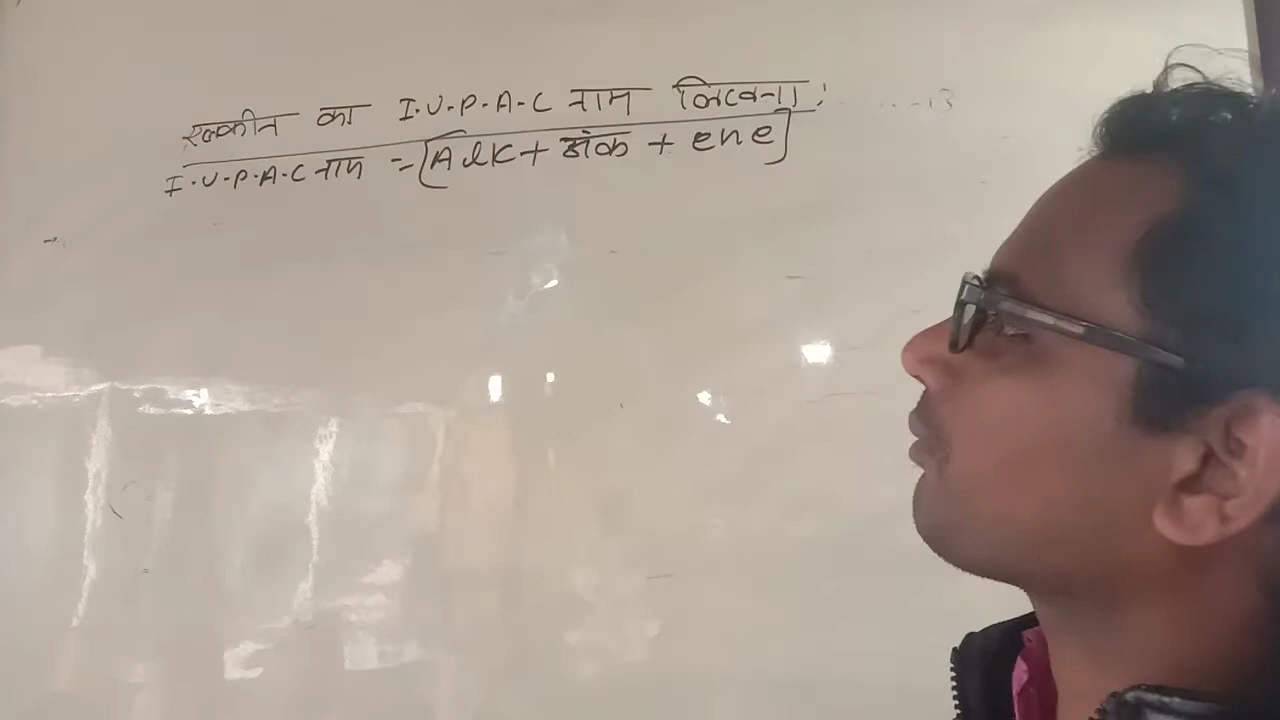 एल्कीन का I.U.P.A.C नाम लिखना:
I.U.P.A.C नाम = [Alk + अंक + ene]